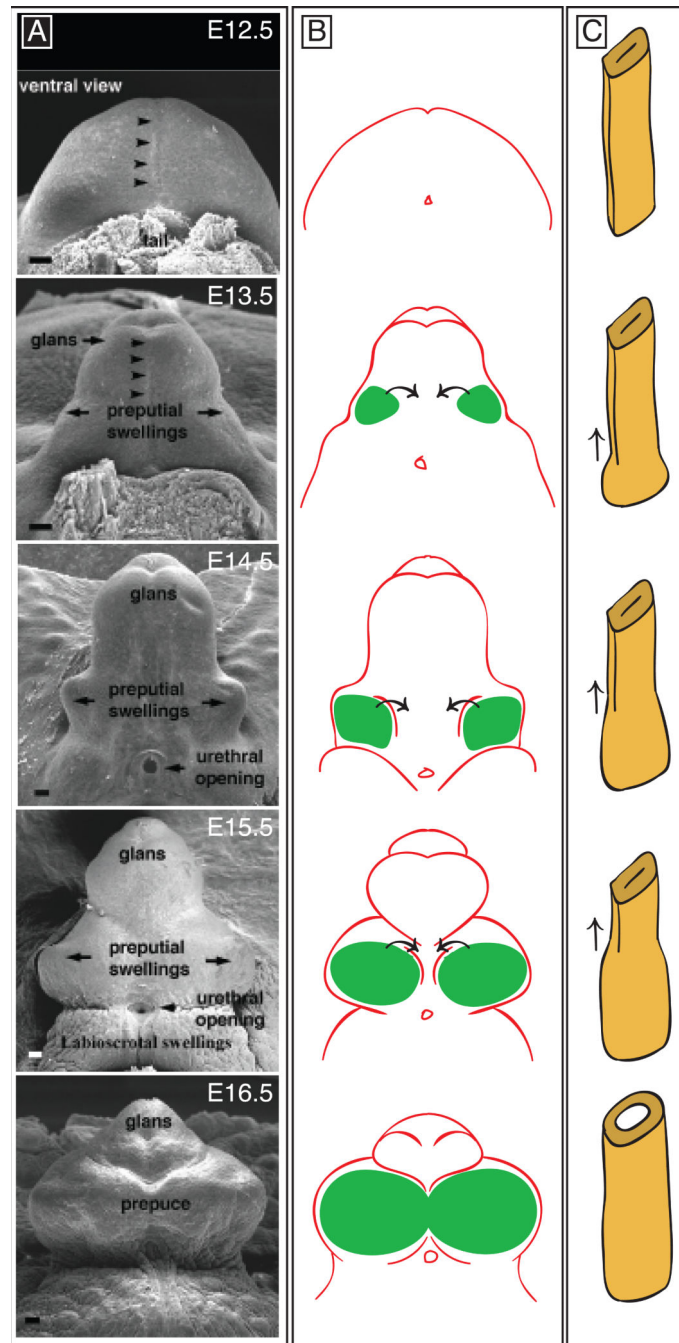 A
E12.5
ventral view
tail
E13.5
glans
preputial
swellings
E14.5
glans
preputial
swellings
urethral
opening
E15.5
glans
preputial
swellings
urethral
opening
Labioscrotal swellings
E16.5
glans
prepuce
B
C